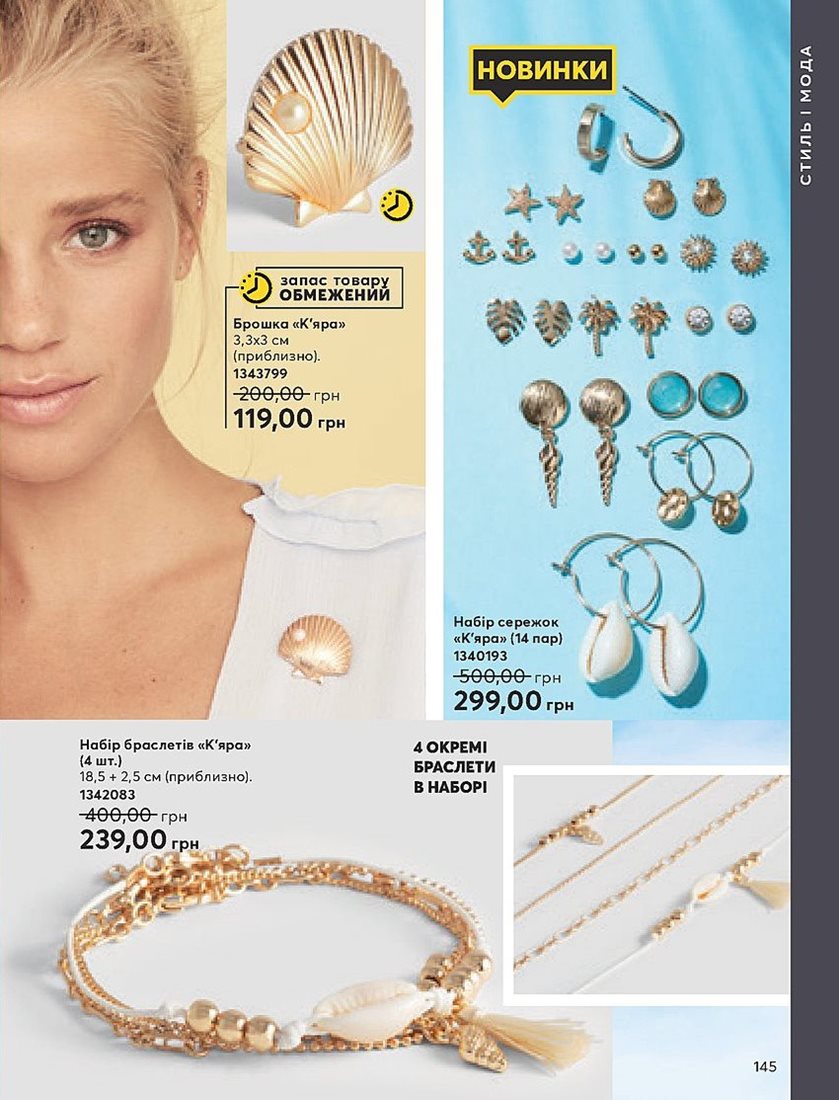 НОВИНКИ
СТИЛЬ І МОДА
запас товару
ОБМЕЖЕНИЙ
Брошка «К'яра»
3,3x3 см
(приблизно).
1343799
200,00 грн
119,00 грн
Набір сережок
«К'яра» (14 пар)
1340193
500,00 грн
299,00 грн
Набір браслетів «К'яра»
(4 шт.)
18,5 + 2,5 см (приблизно).
1342083
400,00 грн
239,00 грн
4 ОКРЕМІ
БРАСЛЕТИ
В НАБОРІ
145